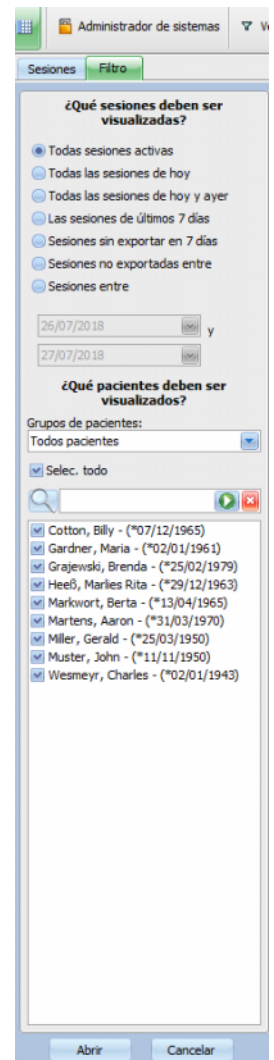 Administrador de sistemas
Sesiones Filtro
¿Qué sesiones deben ser
visualizadas?
Todas sesiones activas
Todas las sesiones de hoy
Todas las sesiones de hoy y ayer
Las sesiones de últimos 7 días
Sesiones sin exportar en 7 días
Sesiones no exportadas entre
Sesiones entre
26/07/2018 y
27/07/2018
¿Qué pacientes deben ser
visualizados?
Grupos de pacientes:
Todos pacientes
Selec. todo
Cotton, Billy - (*07/12/1965)
Gardner, Maria - (*02/01/1961)
Grajewski, Brenda - (*25/02/1979)
Heeß, Marlies Rita - (*29/12/1963)
Markwort, Berta - (*13/04/1965)
Martens, Aaron - (*31/03/1970)
Miller, Gerald - (*25/03/1950)
Muster, John - (*11/11/1950)
Wesmeyr, Charles - (*02/01/1943)
Abrir Cancelar